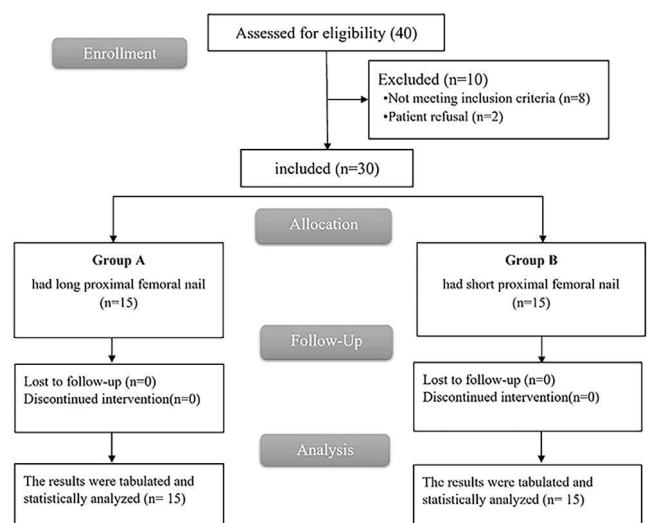 Assessed for eligibility (40)
Enrollment
Excluded (n=10)
•Not meeting inclusion criteria (n=8)
•Patient refusal (n=2)
included (n=30)
Allocation
Group A
had long proximal femoral nail
(n=15)
Group B
had short proximal femoral nail
(n=15)
Follow-Up
Lost to follow-up (n=0)
Discontinued intervention(n=0)
Lost to follow-up (n=0)
Discontinued intervention(n=0)
Analysis
The results were tabulated and
statistically analyzed (n= 15)
The results were tabulated and
statistically analyzed (n= 15)